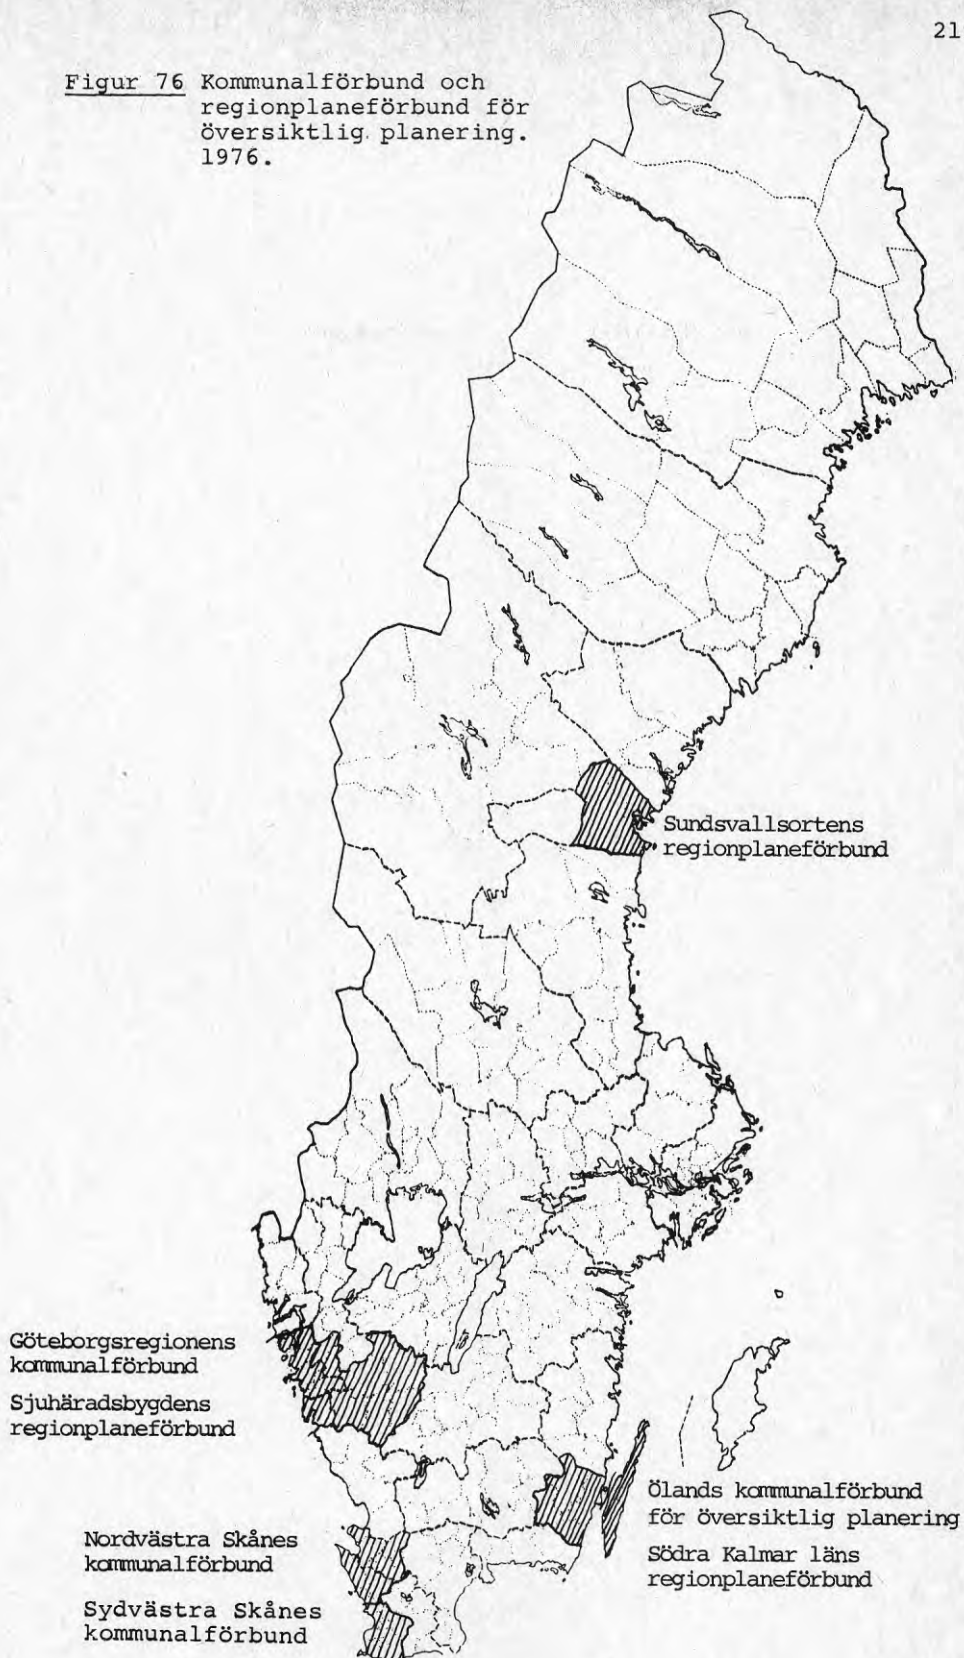 21
Figur 76 Kommunalförbund och
regionplaneförbund för
översiktlig planering.
1976.
Sundsvallsortens
regionplaneförbund
Göteborgsregionens
kommunalförbund
Sjuhäradsbygdens
regionplaneförbund
Ölands kommunalförbund
för översiktlig planering
Södra Kalmar läns
regionplaneförbund
Nordvästra Skånes
kommunalförbund
Sydvästra Skånes
kommunalförbund